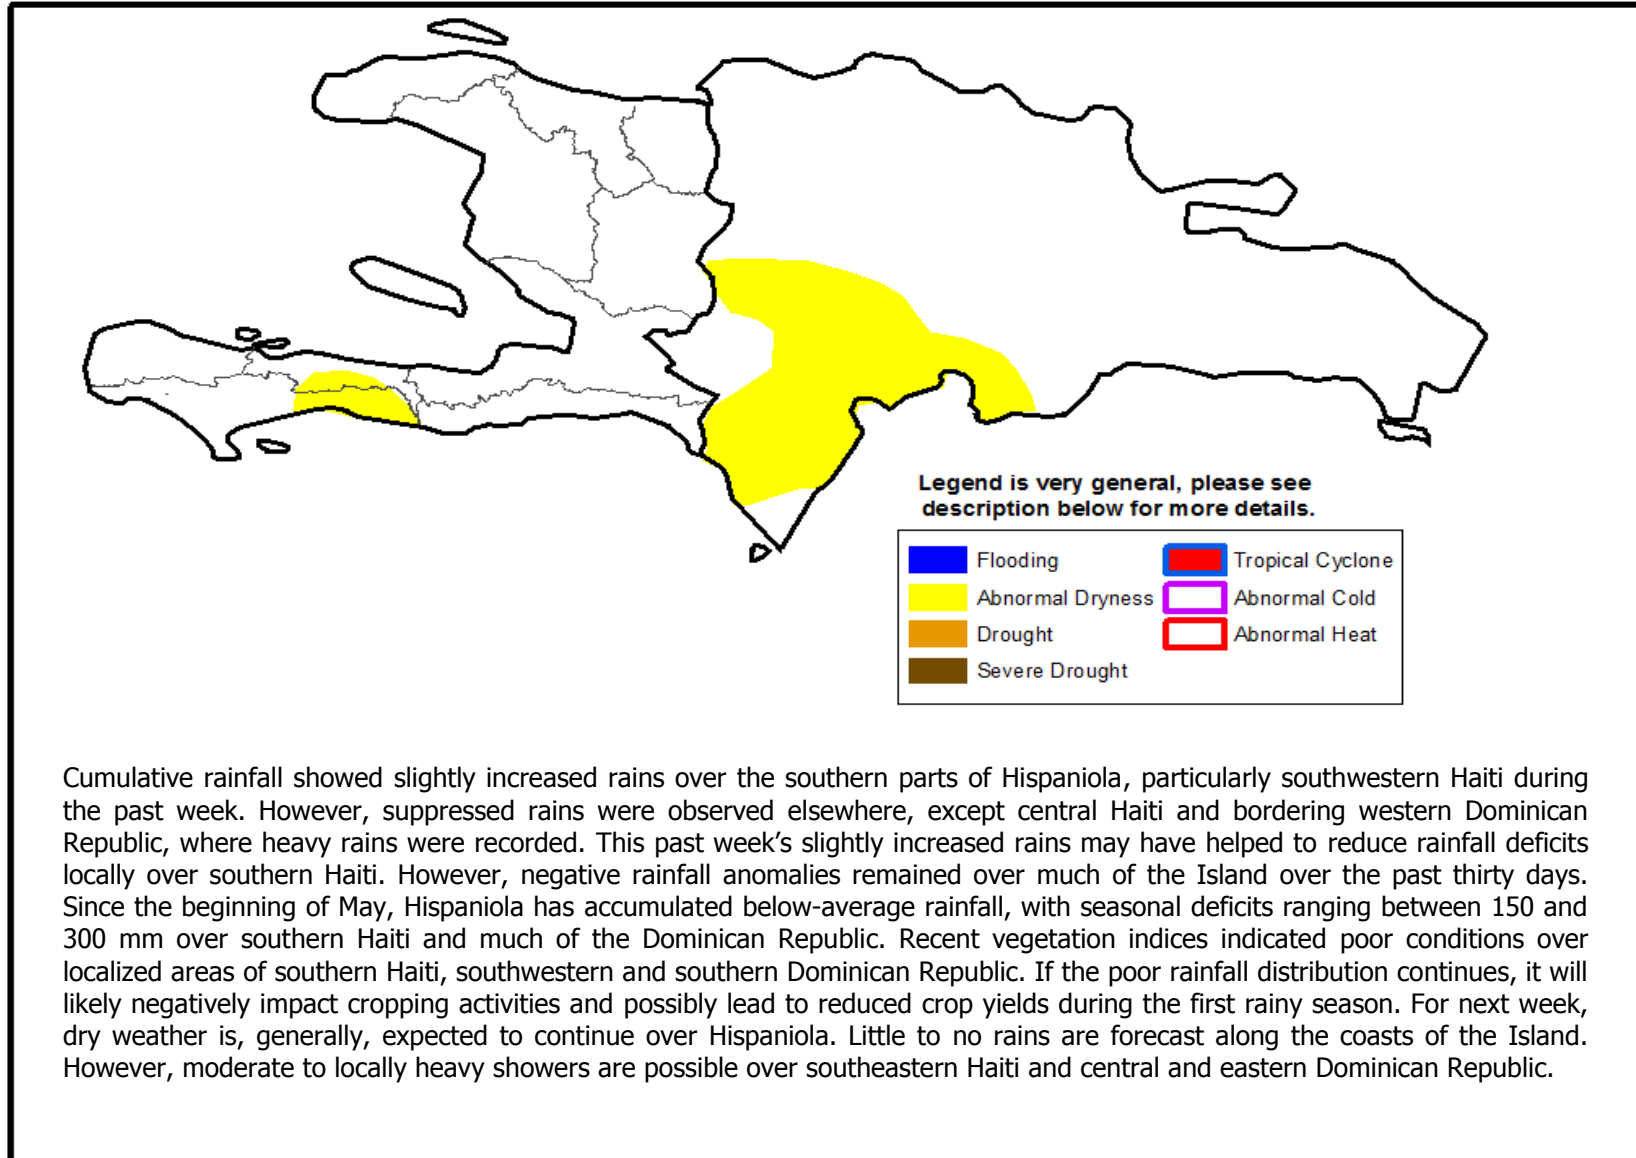 Legend is very general, please see
description below for more details.
Flooding
Abnormal Dryness
Drought
Severe Drought
Tropical Cyclone
Abnormal Cold
Abnormal Heat
Cumulative rainfall showed slightly increased rains over the southern parts of Hispaniola, particularly southwestern Haiti during
the past week. However, suppressed rains were observed elsewhere, except central Haiti and bordering western Dominican
Republic, where heavy rains were recorded. This past week’s slightly increased rains may have helped to reduce rainfall deficits
locally over southern Haiti. However, negative rainfall anomalies remained over much of the Island over the past thirty days.
Since the beginning of May, Hispaniola has accumulated below-average rainfall, with seasonal deficits ranging between 150 and
300 mm over southern Haiti and much of the Dominican Republic. Recent vegetation indices indicated poor conditions over
localized areas of southern Haiti, southwestern and southern Dominican Republic. If the poor rainfall distribution continues, it will
likely negatively impact cropping activities and possibly lead to reduced crop yields during the first rainy season. For next week,
dry weather is, generally, expected to continue over Hispaniola. Little to no rains are forecast along the coasts of the Island.
However, moderate to locally heavy showers are possible over southeastern Haiti and central and eastern Dominican Republic.